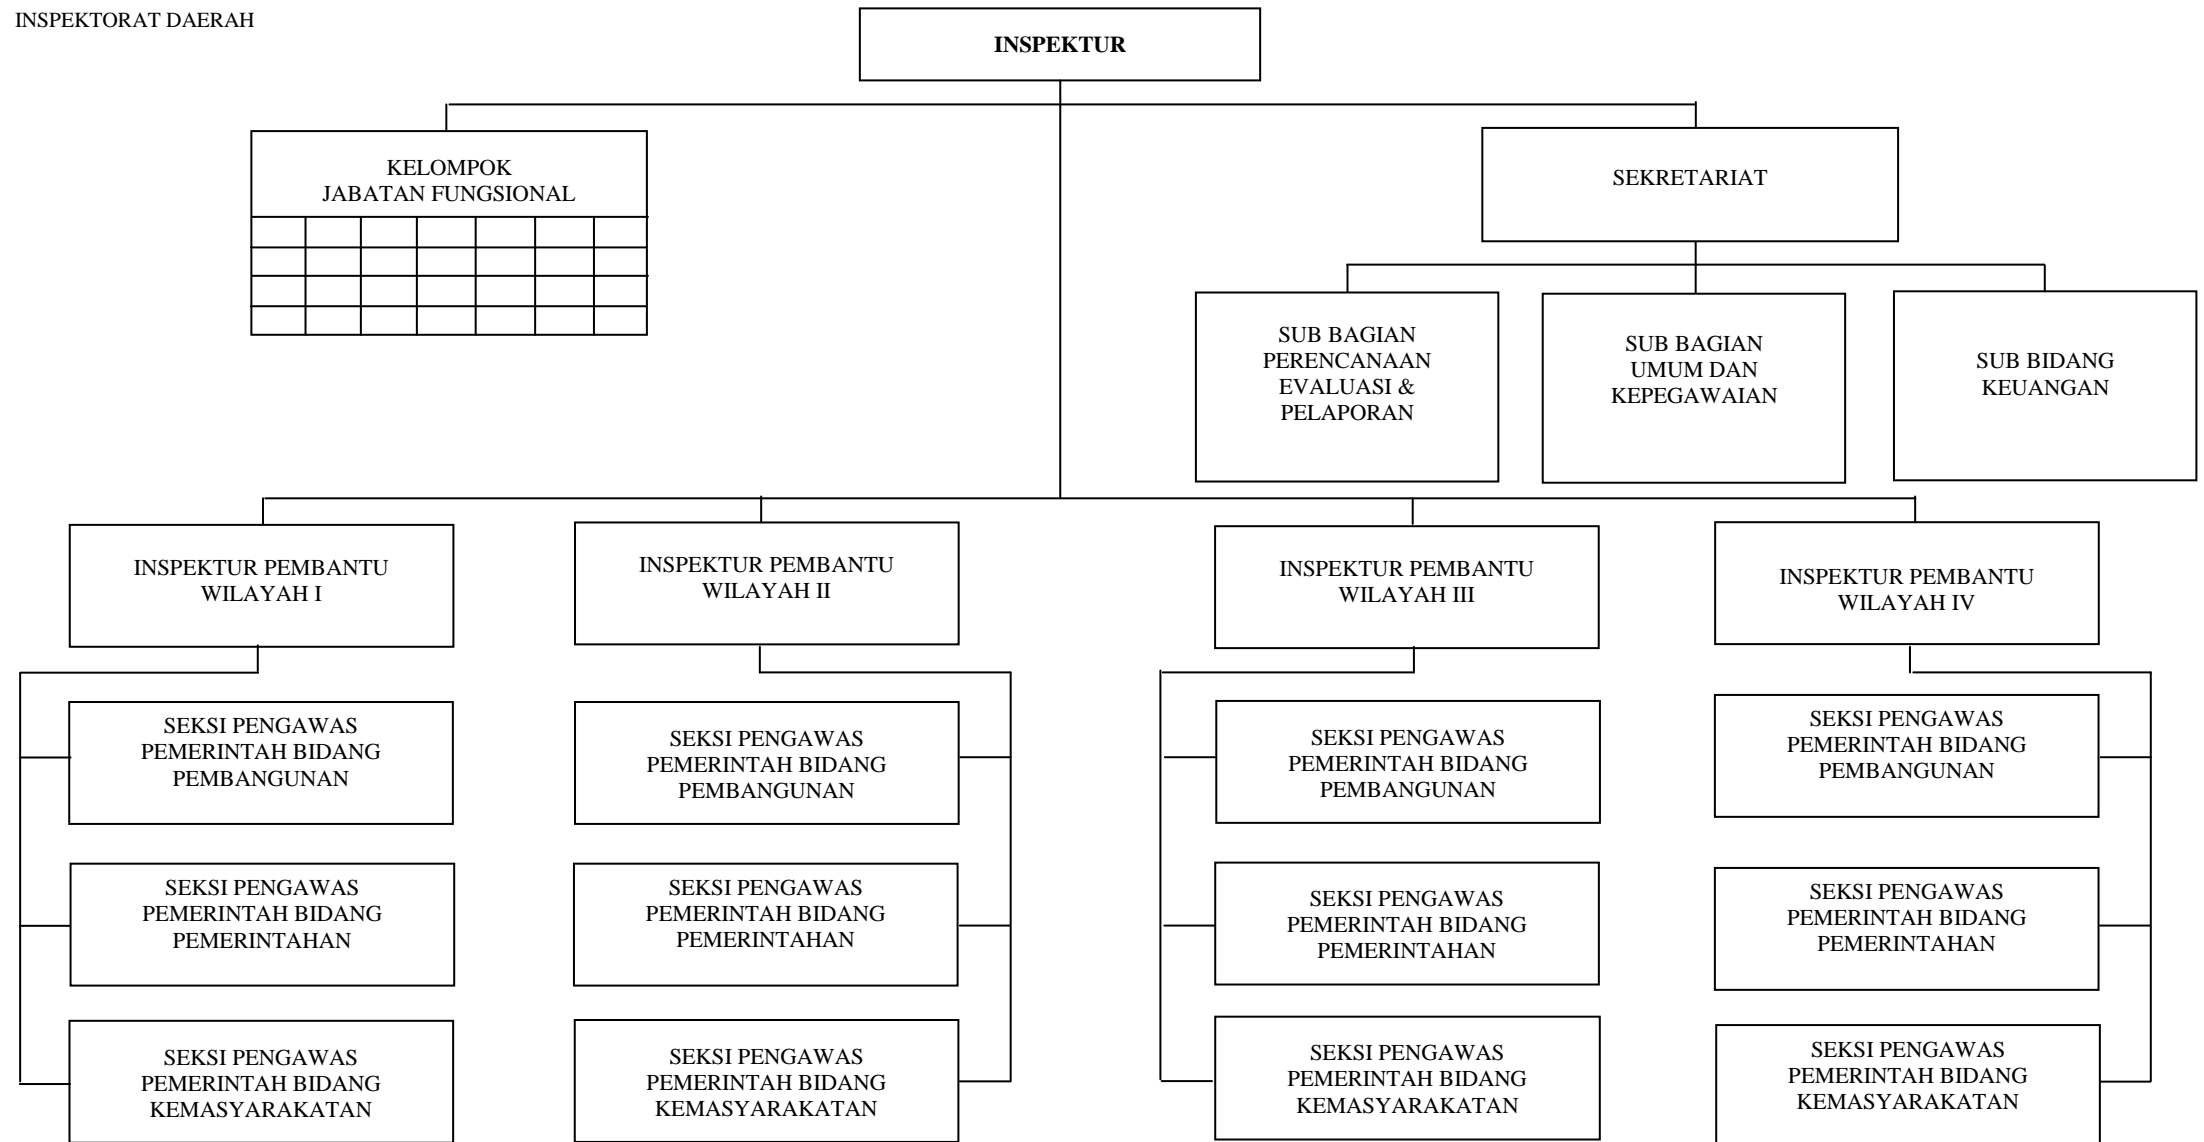 INSPEKTORAT DAERAH
INSPEKTUR
KELOMPOK
JABATAN FUNGSIONAL
SEKRETARIAT
SUB BAGIAN
PERENCANAAN
EVALUASI &
PELAPORAN
SUB BAGIAN
UMUM DAN
KEPEGAWAIAN
SUB BIDANG
KEUANGAN
INSPEKTUR PEMBANTU
WILAYAH I
INSPEKTUR PEMBANTU
WILAYAH II
INSPEKTUR PEMBANTU
WILAYAH III
INSPEKTUR PEMBANTU
WILAYAH IV
SEKSI PENGAWAS
PEMERINTAH BIDANG
PEMBANGUNAN
SEKSI PENGAWAS
PEMERINTAH BIDANG
PEMBANGUNAN
SEKSI PENGAWAS
PEMERINTAH BIDANG
PEMBANGUNAN
SEKSI PENGAWAS
PEMERINTAH BIDANG
PEMBANGUNAN
SEKSI PENGAWAS
PEMERINTAH BIDANG
PEMERINTAHAN
SEKSI PENGAWAS
PEMERINTAH BIDANG
PEMERINTAHAN
SEKSI PENGAWAS
PEMERINTAH BIDANG
PEMERINTAHAN
SEKSI PENGAWAS
PEMERINTAH BIDANG
PEMERINTAHAN
SEKSI PENGAWAS
PEMERINTAH BIDANG
KEMASYARAKATAN
SEKSI PENGAWAS
PEMERINTAH BIDANG
KEMASYARAKATAN
SEKSI PENGAWAS
PEMERINTAH BIDANG
KEMASYARAKATAN
SEKSI PENGAWAS
PEMERINTAH BIDANG
KEMASYARAKATAN